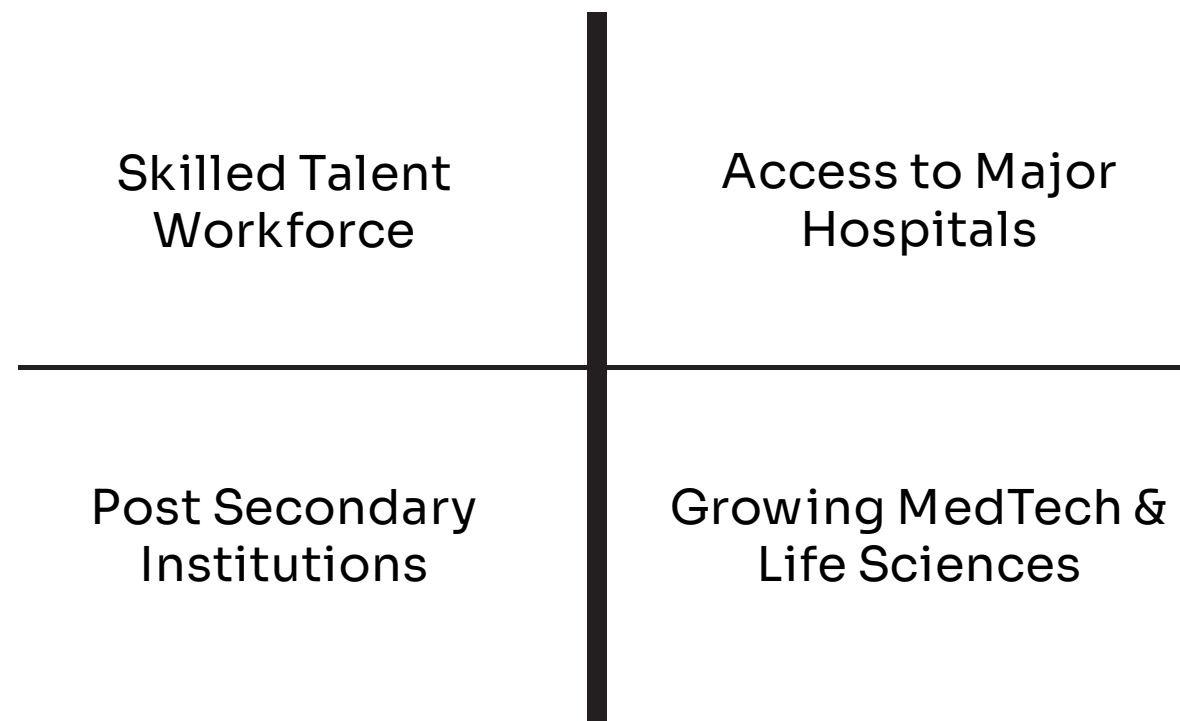 Skilled Talent
Workforce
Access to Major
Hospitals
Post Secondary
Institutions
Growing MedTech &
Life Sciences